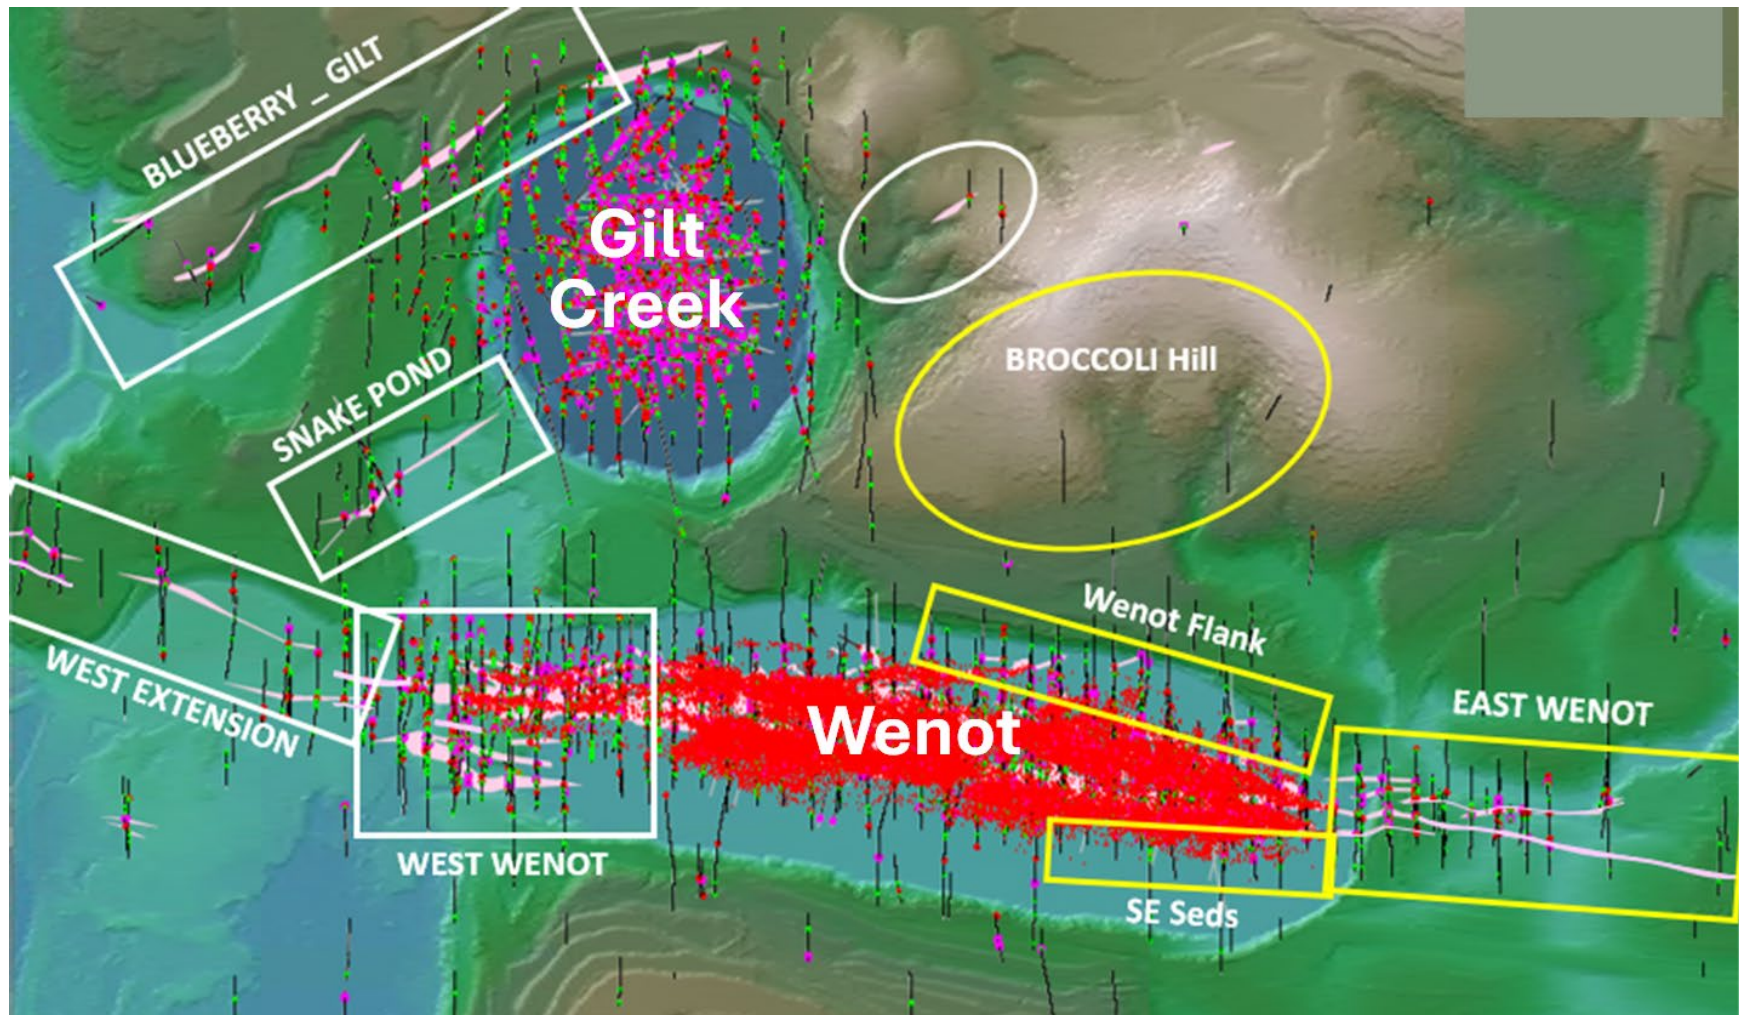 BLUEBERRY _ GILT
Gilt
Creek
BROCCOLI Hill
SNAKE POND
Wenot Flank
WEST EXTENSION
EAST WENOT
Wenot
WEST WENOT
SE Seds